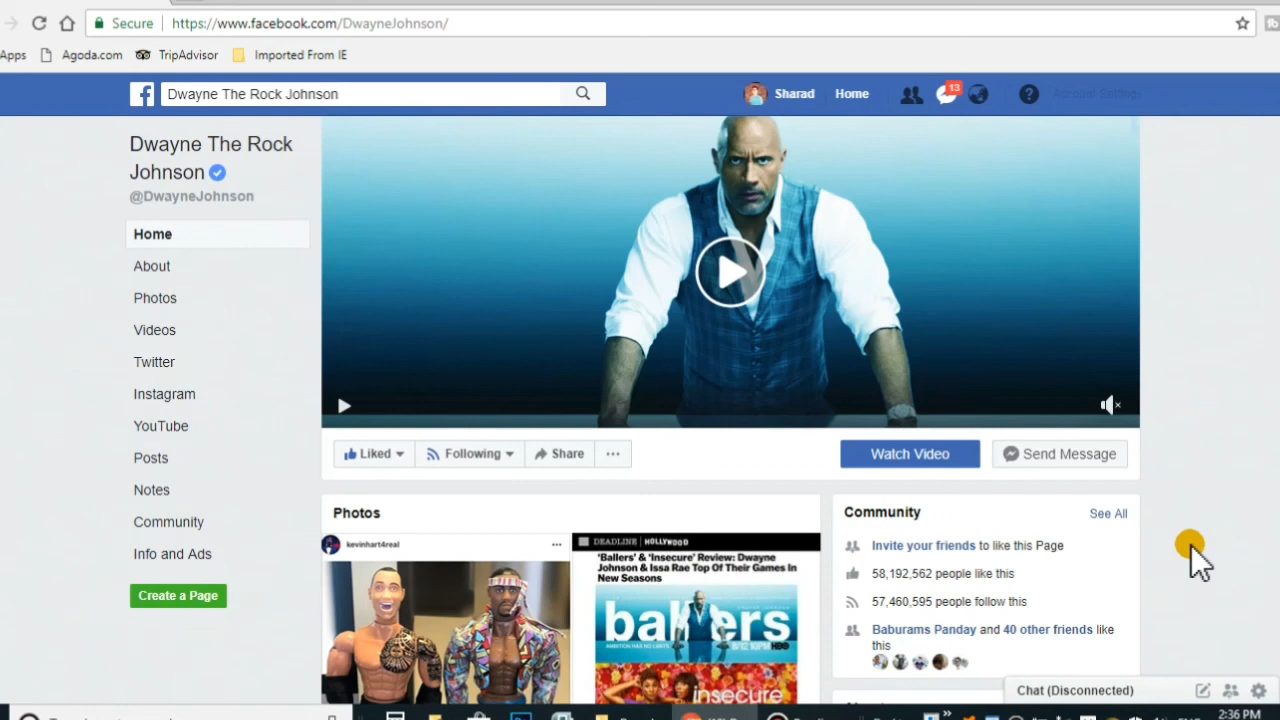 Secure https://www.facebook.com/DwayneJohnson/
Apps Agoda.com TripAdvisor Imported From IE
f Dwayne The Rock Johnson Sharad Home 13 ? Account Settings
Dwayne The Rock
Johnson
@DwayneJohnson
Home
About
Photos
Videos
Twitter
Instagram
YouTube
Posts
Notes
Community
Info and Ads
Create a Page
Liked Following Share ... Watch Video Send Message
Photos
kevinhart4real ...
DEADLINE HOLLYWOOD
'Ballers' & 'Insecure' Review: Dwayne
Johnson & Issa Rae Top Of Their Games In
New Seasons
ballers
HBO
insecure
Community See All
Invite your friends to like this Page
58,192,562 people like this
57,460,595 people follow this
Baburams Panday and 40 other friends like
this
Chat (Disconnected)
2:36 PM